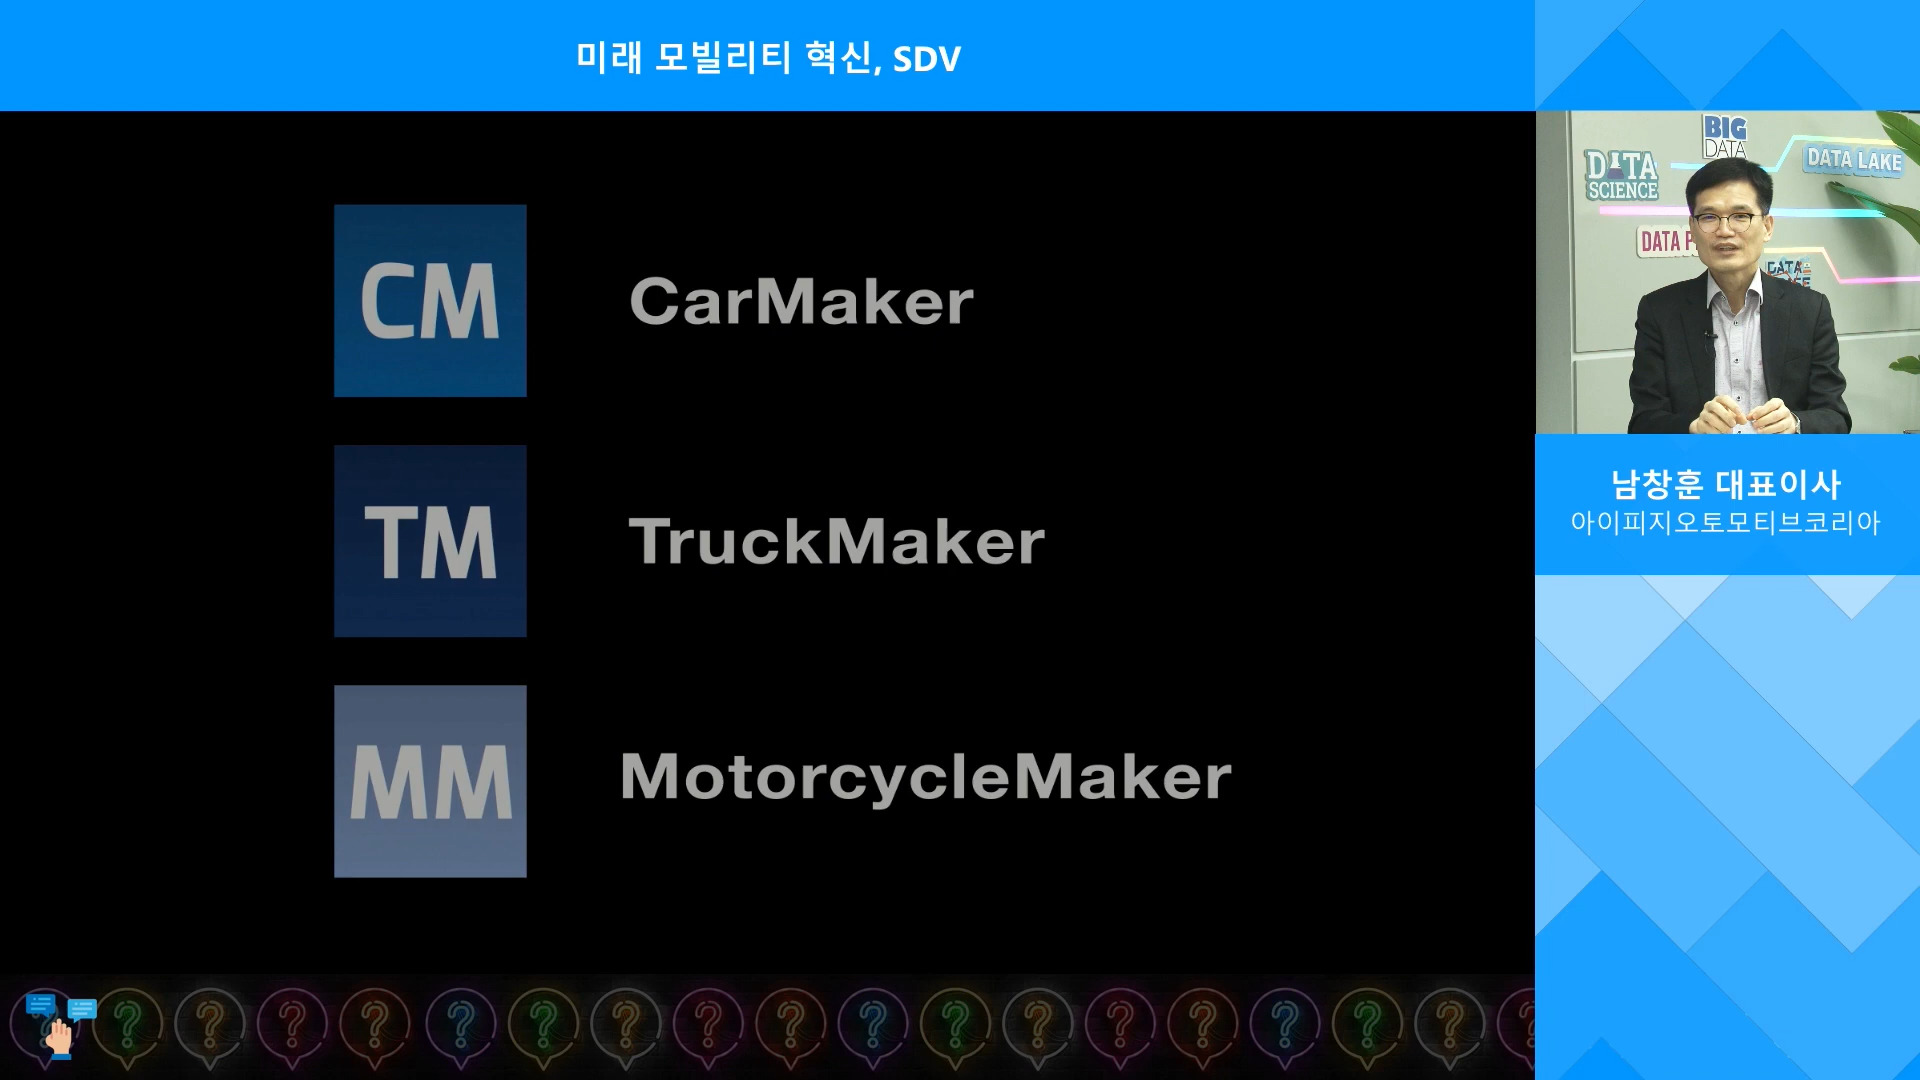 미래 모빌리티 혁신, SDV
CM
CarMaker
TM
TruckMaker
MM
MotorcycleMaker
BIG
DATA
DATA
SCIENCE
DATA LAKE
DATA
남창훈 대표이사
아이피지오토모티브코리아